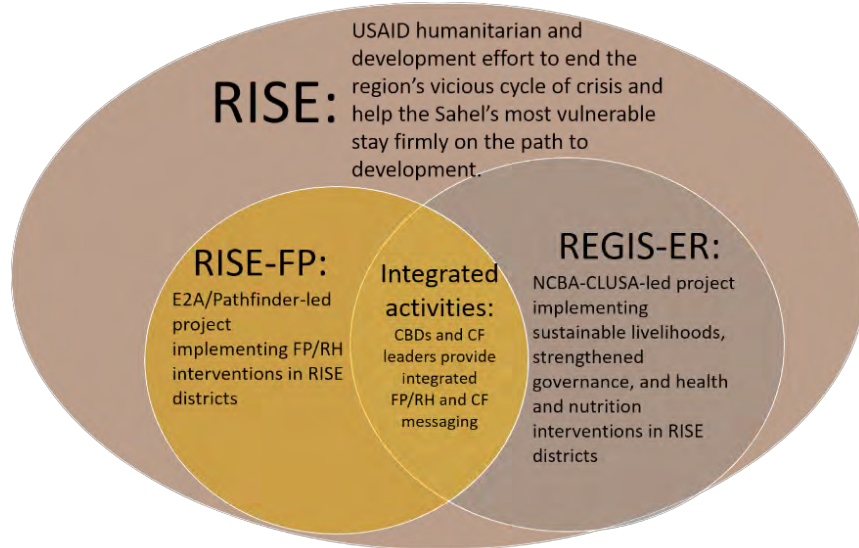 RISE:
USAID humanitarian and
development effort to end the
region's vicious cycle of crisis and
help the Sahel's most vulnerable
stay firmly on the path to
development.
RISE-FP:
E2A/Pathfinder-led
project
implementing FP/RH
interventions in RISE
districts
Integrated
activities:
CBDs and CF
leaders provide
integrated
FP/RH and CF
messaging
REGIS-ER:
NCBA-CLUSA-led project
implementing
sustainable livelihoods,
strengthened
governance, and health
and nutrition
interventions in RISE
districts